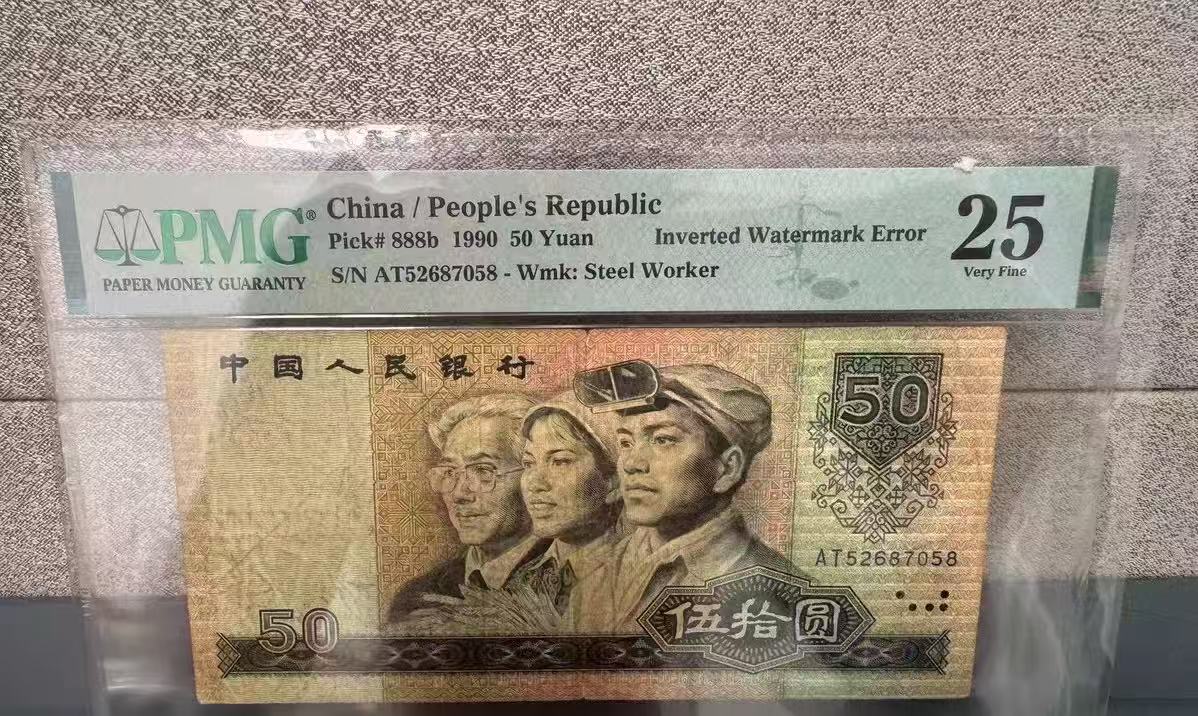 PMG®
PAPER MONEY GUARANTY
China / People's Republic
Pick# 888b 1990 50 Yuan Inverted Watermark Error
S/N AT52687058 - Wmk: Steel Worker
25
Very Fine
中国人民银行
50
AT52687058
50
伍拾圆